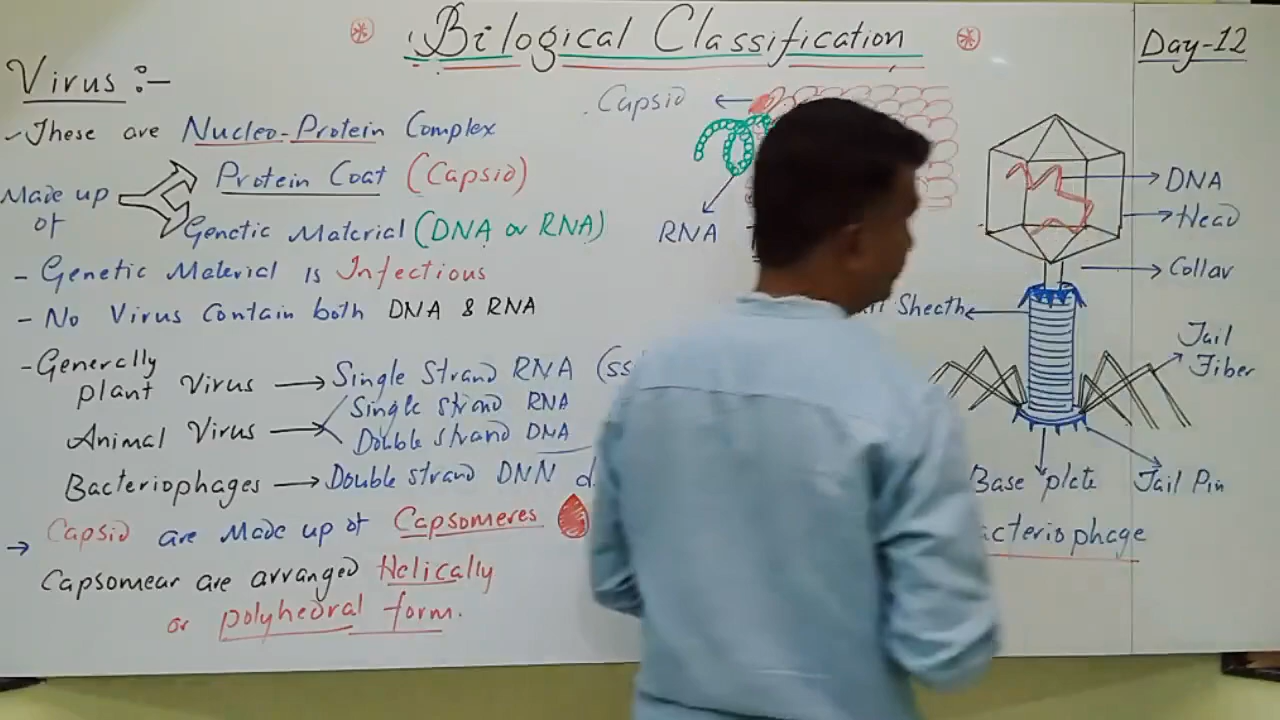 Bilogical Classification
Day-12
Virus :-
These are Nucleo-Protein Complex
Made up of
Protein Coat (Capsid)
Genetic Material (DNA or RNA)
- Genetic Material is Infectious
- No Virus Contain both DNA & RNA
- Generally
plant Virus → Single Strand RNA (ss
Animal Virus → Single strand RNA
Double strand DNA
Bacteriophages → Double strand DNN d
→ Capsid are Made up of Capsomeres
Capsomear are arranged Helically
or polyhedral form.
Capsid
RNA
DNA
Head
Collar
Sheath
Tail
Fiber
Base plate
Tail Pin
acteriophage